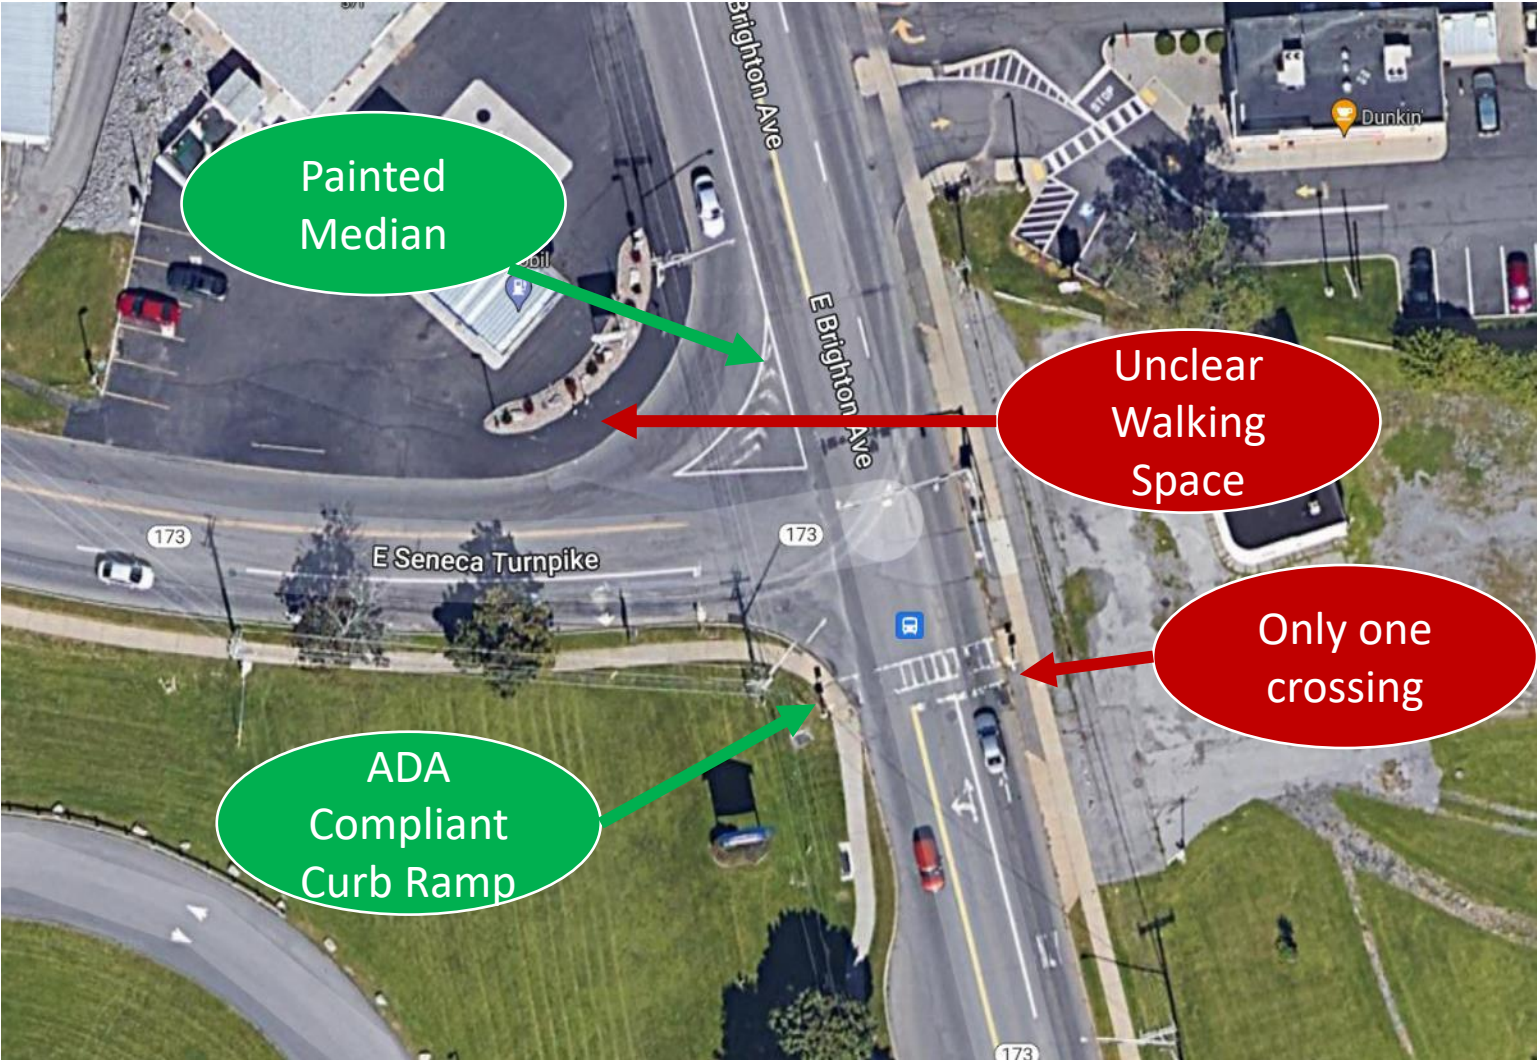 Brighton Ave
STOP
Dunkin'
Painted
Median
E Brighton Ave
Unclear
Walking
Space
173
E Seneca Turnpike
173
Only one
crossing
ADA
Compliant
Curb Ramp
173